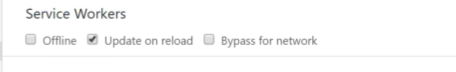 Service Workers
Offline Update on reload Bypass for network